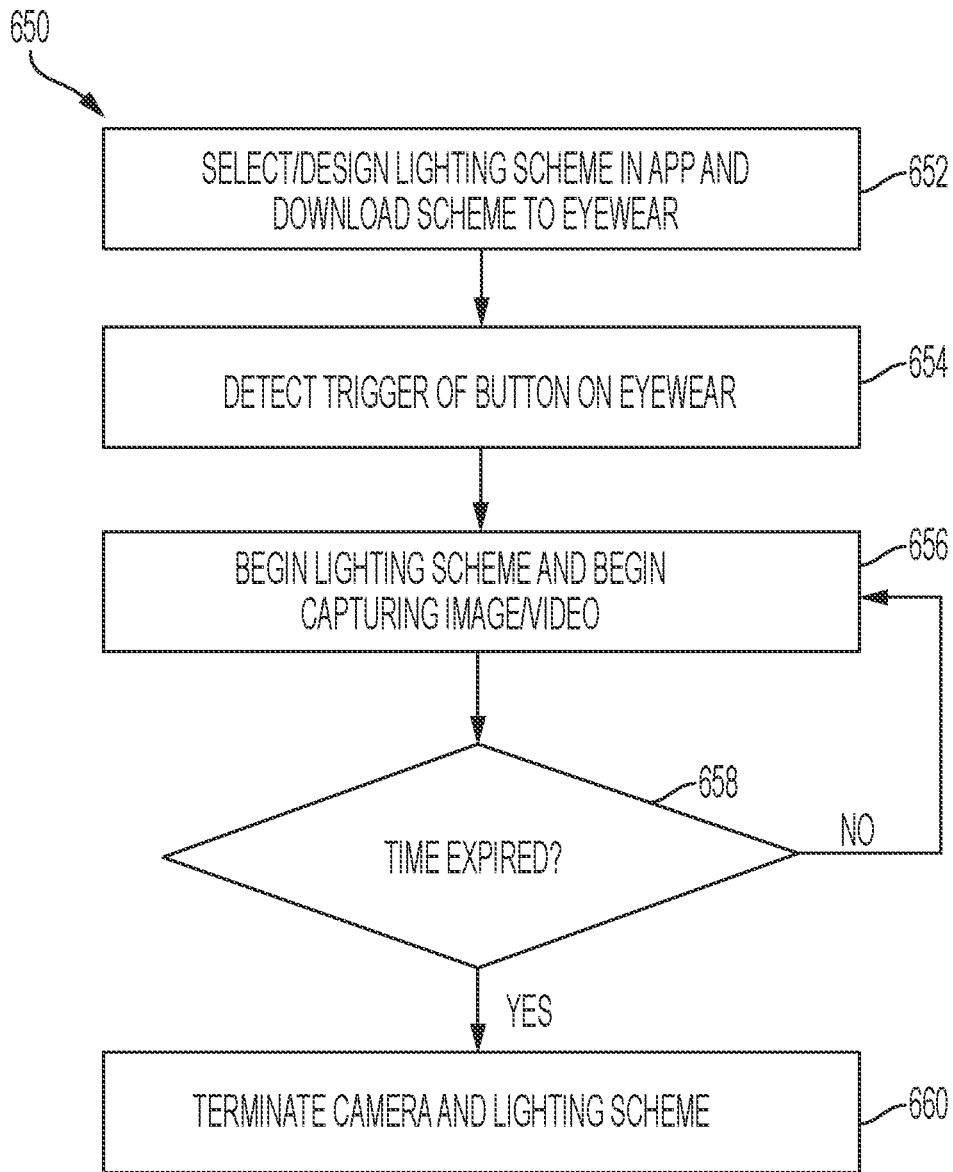 650
SELECT/DESIGN LIGHTING SCHEME IN APP AND
DOWNLOAD SCHEME TO EYEWEAR
652
DETECT TRIGGER OF BUTTON ON EYEWEAR
654
BEGIN LIGHTING SCHEME AND BEGIN
CAPTURING IMAGE/VIDEO
656
658
TIME EXPIRED?
NO
YES
TERMINATE CAMERA AND LIGHTING SCHEME
660